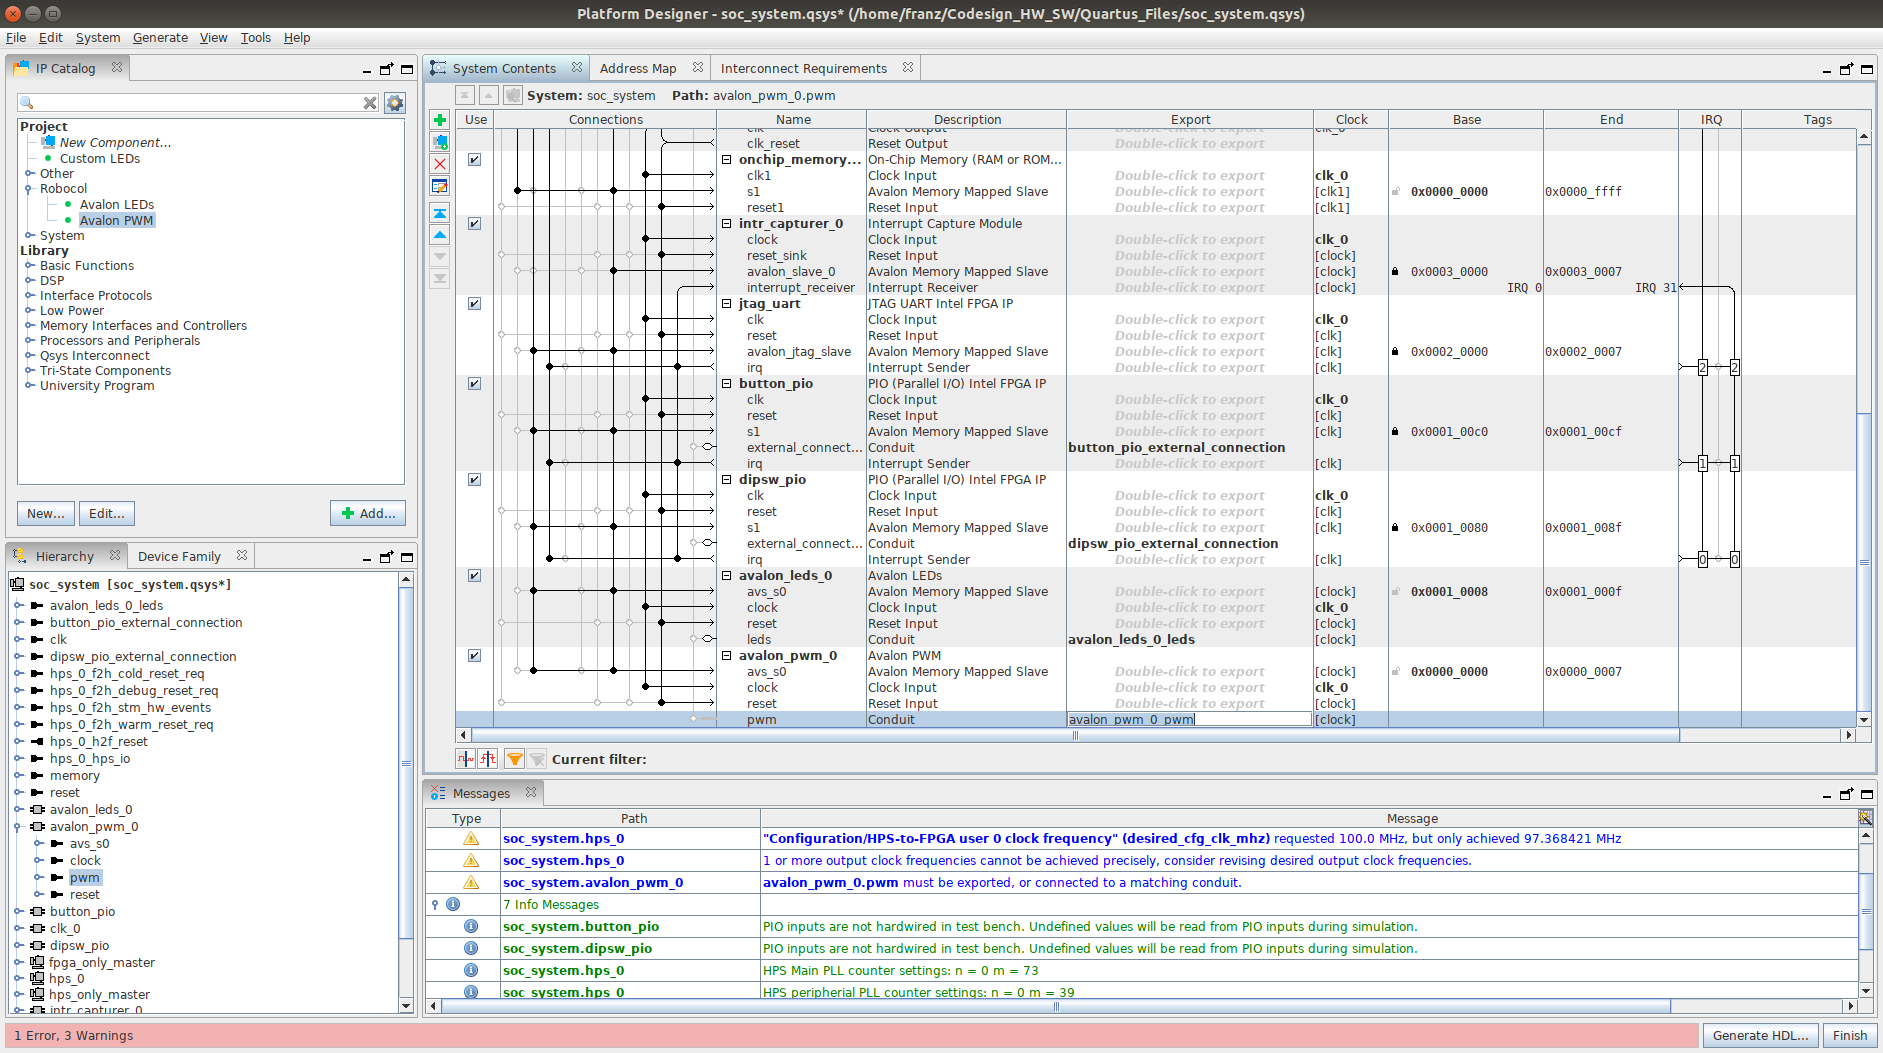 Platform Designer - soc_system.qsys* (/home/franz/Codesign_HW_SW/Quartus_Files/soc_system.qsys)
File Edit System Generate View Tools Help
IP Catalog
Project
New Component...
Custom LEDs
Other
Robocol
Avalon LEDs
Avalon PWM
System
Library
Basic Functions
DSP
Interface Protocols
Low Power
Memory Interfaces and Controllers
Processors and Peripherals
Qsys Interconnect
Tri-State Components
University Program
New... Edit... Add...
Hierarchy Device Family
soc_system [soc_system.qsys*]
avalon_leds_0_leds
button_pio_external_connection
clk
dipsw_pio_external_connection
hps_0_f2h_cold_reset_req
hps_0_f2h_debug_reset_req
hps_0_f2h_stm_hw_events
hps_0_f2h_warm_reset_req
hps_0_h2f_reset
hps_0_hps_io
memory
reset
avalon_leds_0
avalon_pwm_0
avs_s0
clock
pwm
reset
button_pio
clk_0
dipsw_pio
fpga_only_master
hps_0
hps_only_master
intr_capturer_0
System Contents Address Map Interconnect Requirements
System: soc_system Path: avalon_pwm_0.pwm
Use Connections Name Description Export Clock Base End IRQ Tags
clk Clock Output Double-click to export clk_0
clk_reset Reset Output Double-click to export
onchip_memory... On-Chip Memory (RAM or ROM...
clk1 Clock Input Double-click to export clk_0
s1 Avalon Memory Mapped Slave Double-click to export [clk1] 0x0000_0000 0x0000_ffff
reset1 Reset Input Double-click to export [clk1]
intr_capturer_0 Interrupt Capture Module
clock Clock Input Double-click to export clk_0
reset_sink Reset Input Double-click to export [clock]
avalon_slave_0 Avalon Memory Mapped Slave Double-click to export [clock] 0x0003_0000 0x0003_0007
interrupt_receiver Interrupt Receiver Double-click to export [clock] IRQ 0 IRQ 31
jtag_uart JTAG UART Intel FPGA IP
clk Clock Input Double-click to export clk_0
reset Reset Input Double-click to export [clk]
avalon_jtag_slave Avalon Memory Mapped Slave Double-click to export [clk] 0x0002_0000 0x0002_0007
irq Interrupt Sender Double-click to export [clk] 2 2
button_pio PIO (Parallel I/O) Intel FPGA IP
clk Clock Input Double-click to export clk_0
reset Reset Input Double-click to export [clk]
s1 Avalon Memory Mapped Slave Double-click to export [clk] 0x0001_00c0 0x0001_00cf
external_connect... Conduit button_pio_external_connection
irq Interrupt Sender Double-click to export [clk] 1 1
dipsw_pio PIO (Parallel I/O) Intel FPGA IP
clk Clock Input Double-click to export clk_0
reset Reset Input Double-click to export [clk]
s1 Avalon Memory Mapped Slave Double-click to export [clk] 0x0001_0080 0x0001_008f
external_connect... Conduit dipsw_pio_external_connection
irq Interrupt Sender Double-click to export [clk] 0 0
avalon_leds_0 Avalon LEDs
avs_s0 Avalon Memory Mapped Slave Double-click to export [clock] 0x0001_0008 0x0001_000f
clock Clock Input Double-click to export clk_0
reset Reset Input Double-click to export [clock]
leds Conduit avalon_leds_0_leds [clock]
avalon_pwm_0 Avalon PWM
avs_s0 Avalon Memory Mapped Slave Double-click to export [clock] 0x0000_0000 0x0000_0007
clock Clock Input Double-click to export clk_0
reset Reset Input Double-click to export [clock]
pwm Conduit avalon_pwm_0_pwm [clock]
Current filter:
Messages
Type Path Message
soc_system.hps_0 "Configuration/HPS-to-FPGA user 0 clock frequency" (desired_cfg_clk_mhz) requested 100.0 MHz, but only achieved 97.368421 MHz
soc_system.hps_0 1 or more output clock frequencies cannot be achieved precisely, consider revising desired output clock frequencies.
soc_system.avalon_pwm_0 avalon_pwm_0.pwm must be exported, or connected to a matching conduit.
7 Info Messages
soc_system.button_pio PIO inputs are not hardwired in test bench. Undefined values will be read from PIO inputs during simulation.
soc_system.dipsw_pio PIO inputs are not hardwired in test bench. Undefined values will be read from PIO inputs during simulation.
soc_system.hps_0 HPS Main PLL counter settings: n = 0 m = 73
soc_system.hps_0 HPS peripherial PLL counter settings: n = 0 m = 39
1 Error, 3 Warnings
Generate HDL... Finish